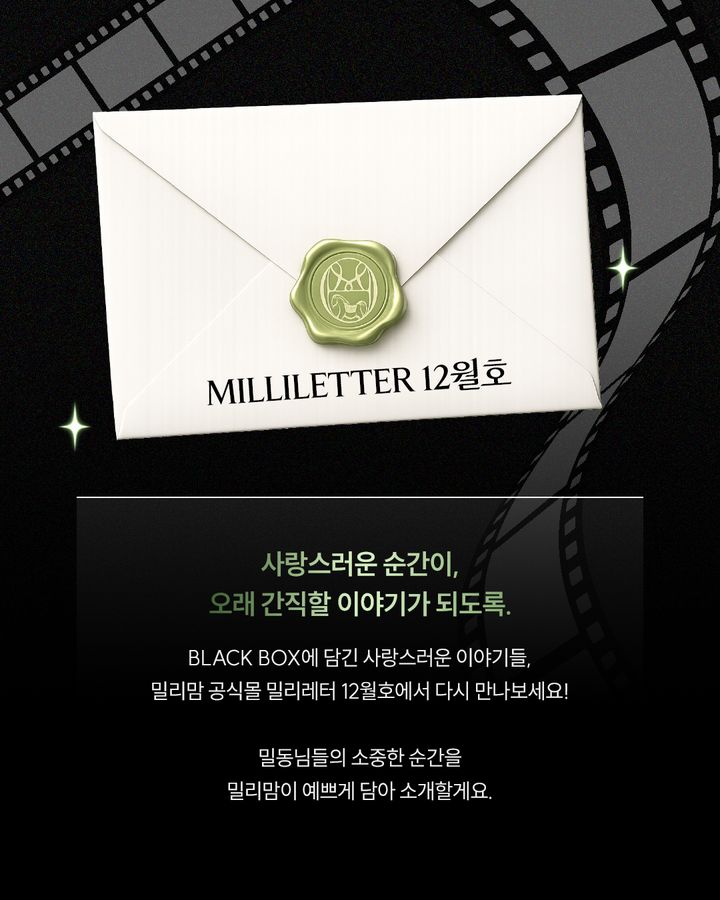 MILLILETTER 12월호
사랑스러운 순간이,
오래 간직할 이야기가 되도록.
BLACK BOX에 담긴 사랑스러운 이야기들,
밀리맘 공식몰 밀리레터 12월호에서 다시 만나보세요!
밀동님들의 소중한 순간을
밀리맘이 예쁘게 담아 소개할게요.